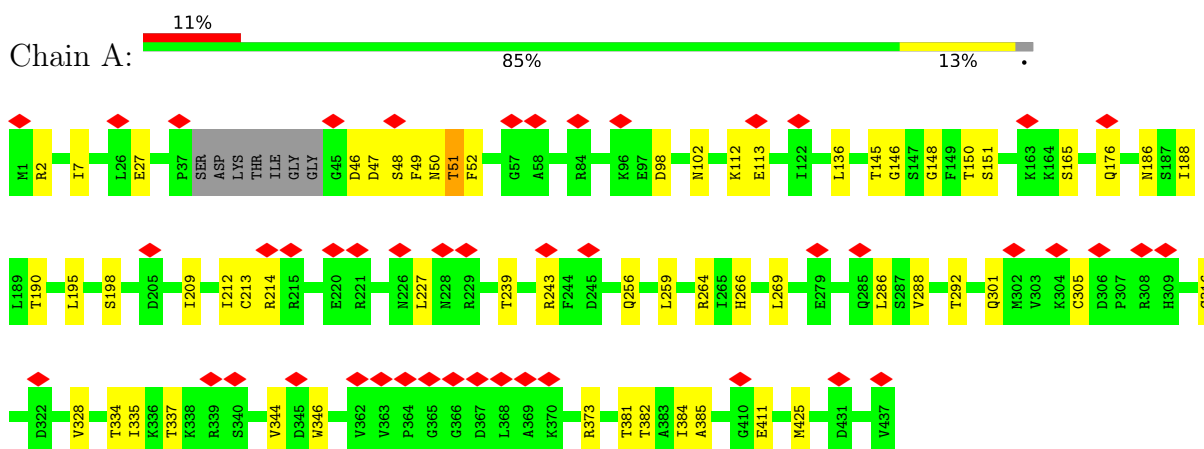 11%
Chain A:
85% 13% •
M1 R2 I7 L26 E27 P37 SER ASP LYS THR ILE GLY GLY G45 D46 D47 S48 F49 N50 T51 F52 G57 A58 R84 K96 E97 D98 N102 K112 E113 I122 L136 T145 G146 S147 G148 F149 T150 S151 K163 K164 S165 Q176 N186 S187 I188
L189 T190 L195 S198 D205 I209 I212 C213 R214 R215 E220 R221 N226 L227 N228 R229 T239 R243 F244 D245 Q256 L259 R264 I265 H266 L269 E279 Q285 L286 S287 V288 T292 Q301 M302 V303 K304 C305 D306 P307 R308 H309
D322 V328 T334 I335 K336 T337 K338 R339 S340 V344 D345 W346 V362 V363 P364 G365 G366 D367 L368 A369 K370 R373 T381 T382 A383 I384 A385 G410 E411 M425 D431 V437